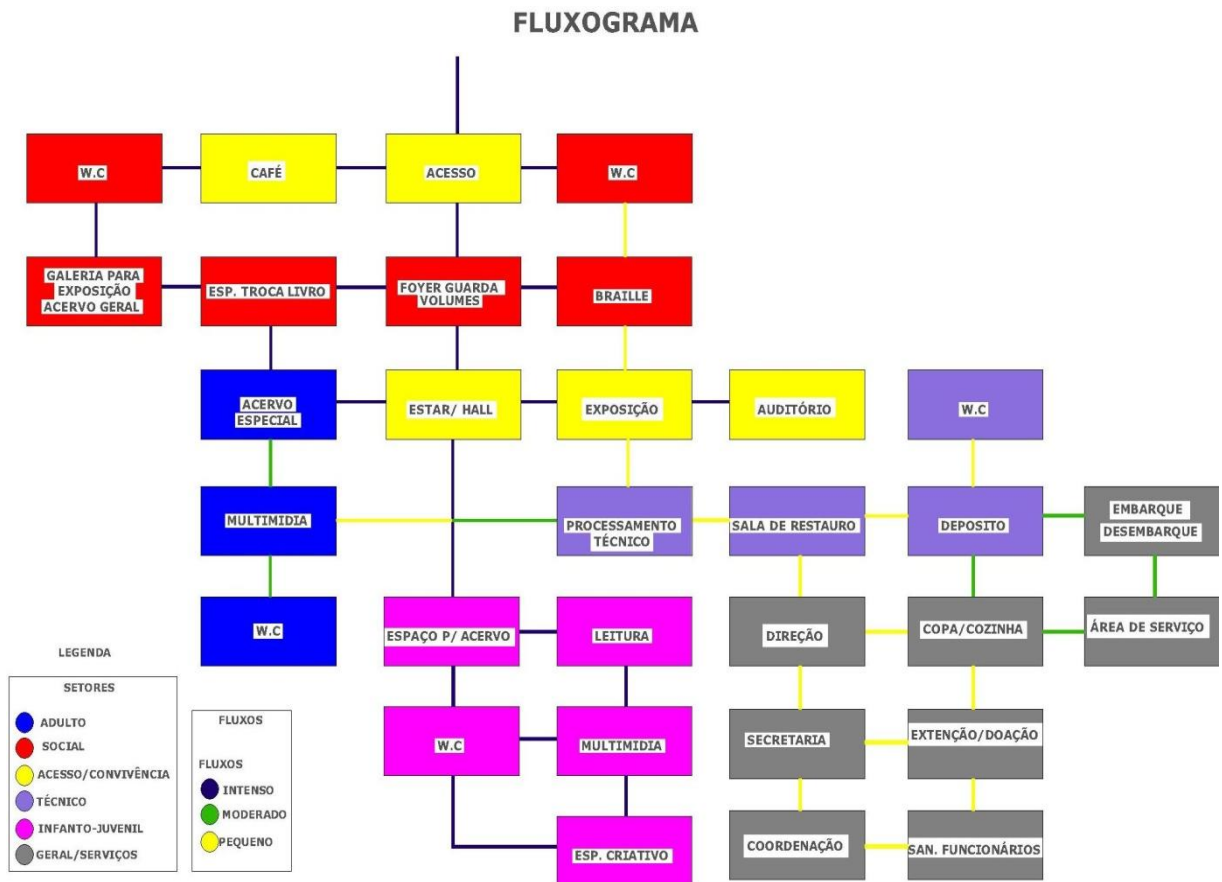 FLUXOGRAMA
W.C
CAFÉ
ACESSO
W.C
GALERIA PARA
EXPOSIÇÃO
ACERVO GERAL
ESP. TROCA LIVRO
FOYER GUARDA
VOLUMES
BRAILLE
ACERVO
ESPECIAL
ESTAR/ HALL
EXPOSIÇÃO
AUDITÓRIO
W.C
MULTIMIDIA
PROCESSAMENTO
TÉCNICO
SALA DE RESTAURO
DEPOSITO
EMBARQUE
DESEMBARQUE
W.C
ESPAÇO P/ ACERVO
LEITURA
DIREÇÃO
COPA/COZINHA
ÁREA DE SERVIÇO
W.C
MULTIMIDIA
SECRETARIA
EXTENÇÃO/DOAÇÃO
ESP. CRIATIVO
COORDENAÇÃO
SAN. FUNCIONÁRIOS
LEGENDA
SETORES
ADULTO
SOCIAL
ACESSO/CONVIVÊNCIA
TÉCNICO
INFANTO-JUVENIL
GERAL/SERVIÇOS
FLUXOS
FLUXOS
INTENSO
MODERADO
PEQUENO